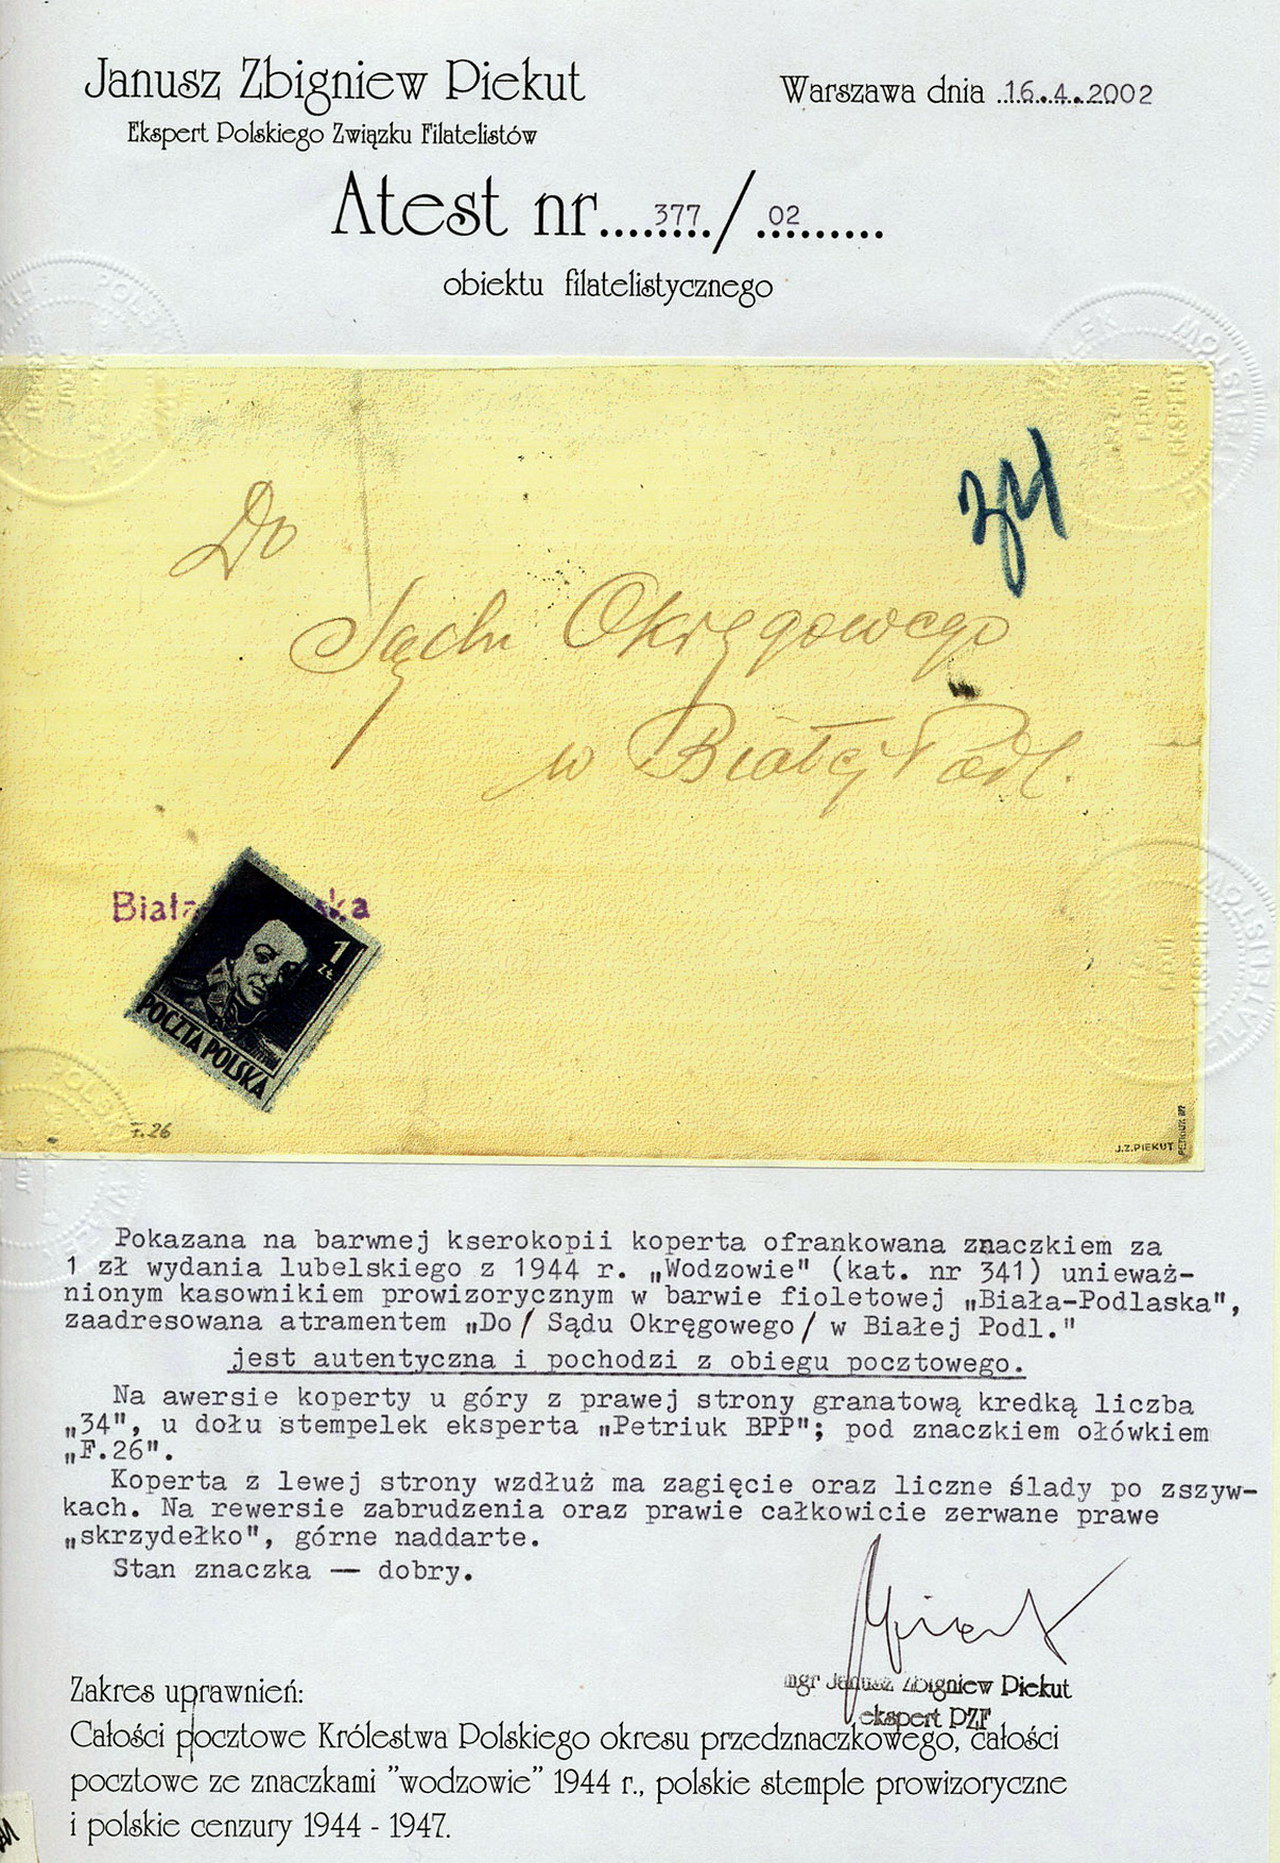 Janusz Zbigniew Piekut
Ekspert Polskiego Związku Filatelistów
Warszawa dnia 16.4.2002
Atest nr....377../..02.........
obiektu filatelistycznego
34
Do
Sądu Okręgowego
w Białej Podl.
Biała ka
1 ZŁ
POCZTA POLSKA
F.26
J.Z.PIEKUT
PETRIUK BPP
Pokazana na barwnej kserokopii koperta ofrankowana znaczkiem za
1 zł wydania lubelskiego z 1944 r. „Wodzowie" (kat. nr 341) unieważ-
nionym kasownikiem prowizorycznym w barwie fioletowej „Biała-Podlaska",
zaadresowana atramentem „Do/ Sądu Okręgowego/ w Białej Podl."
jest autentyczna i pochodzi z obiegu pocztowego.
Na awersie koperty u góry z prawej strony granatową kredką liczba
„34", u dołu stempelek eksperta „Petriuk BPP"; pod znaczkiem ołówkiem
„F.26".
Koperta z lewej strony wzdłuż ma zagięcie oraz liczne ślady po zszyw-
kach. Na rewersie zabrudzenia oraz prawie całkowicie zerwane prawe
„skrzydełko", górne naddarte.
Stan znaczka — dobry.
mgr Janusz Zbigniew Piekut
ekspert PZF
Zakres uprawnień:
Całości pocztowe Królestwa Polskiego okresu przedznaczkowego, całości
pocztowe ze znaczkami "wodzowie" 1944 r., polskie stemple prowizoryczne
i polskie cenzury 1944 - 1947.